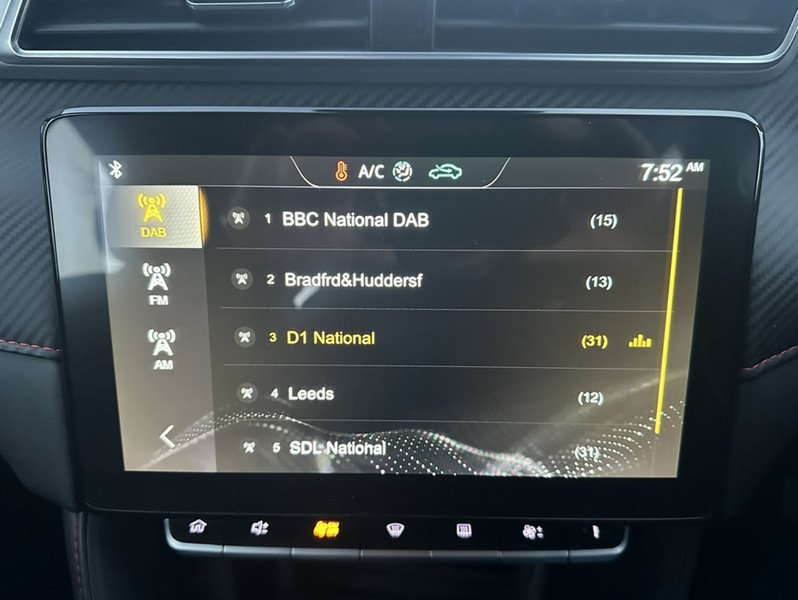 A/C
7:52 AM
DAB
1 BBC National DAB (15)
FM
2 Bradfrd&Huddersf (13)
AM
3 D1 National (31)
4 Leeds (12)
5 SDL National (31)